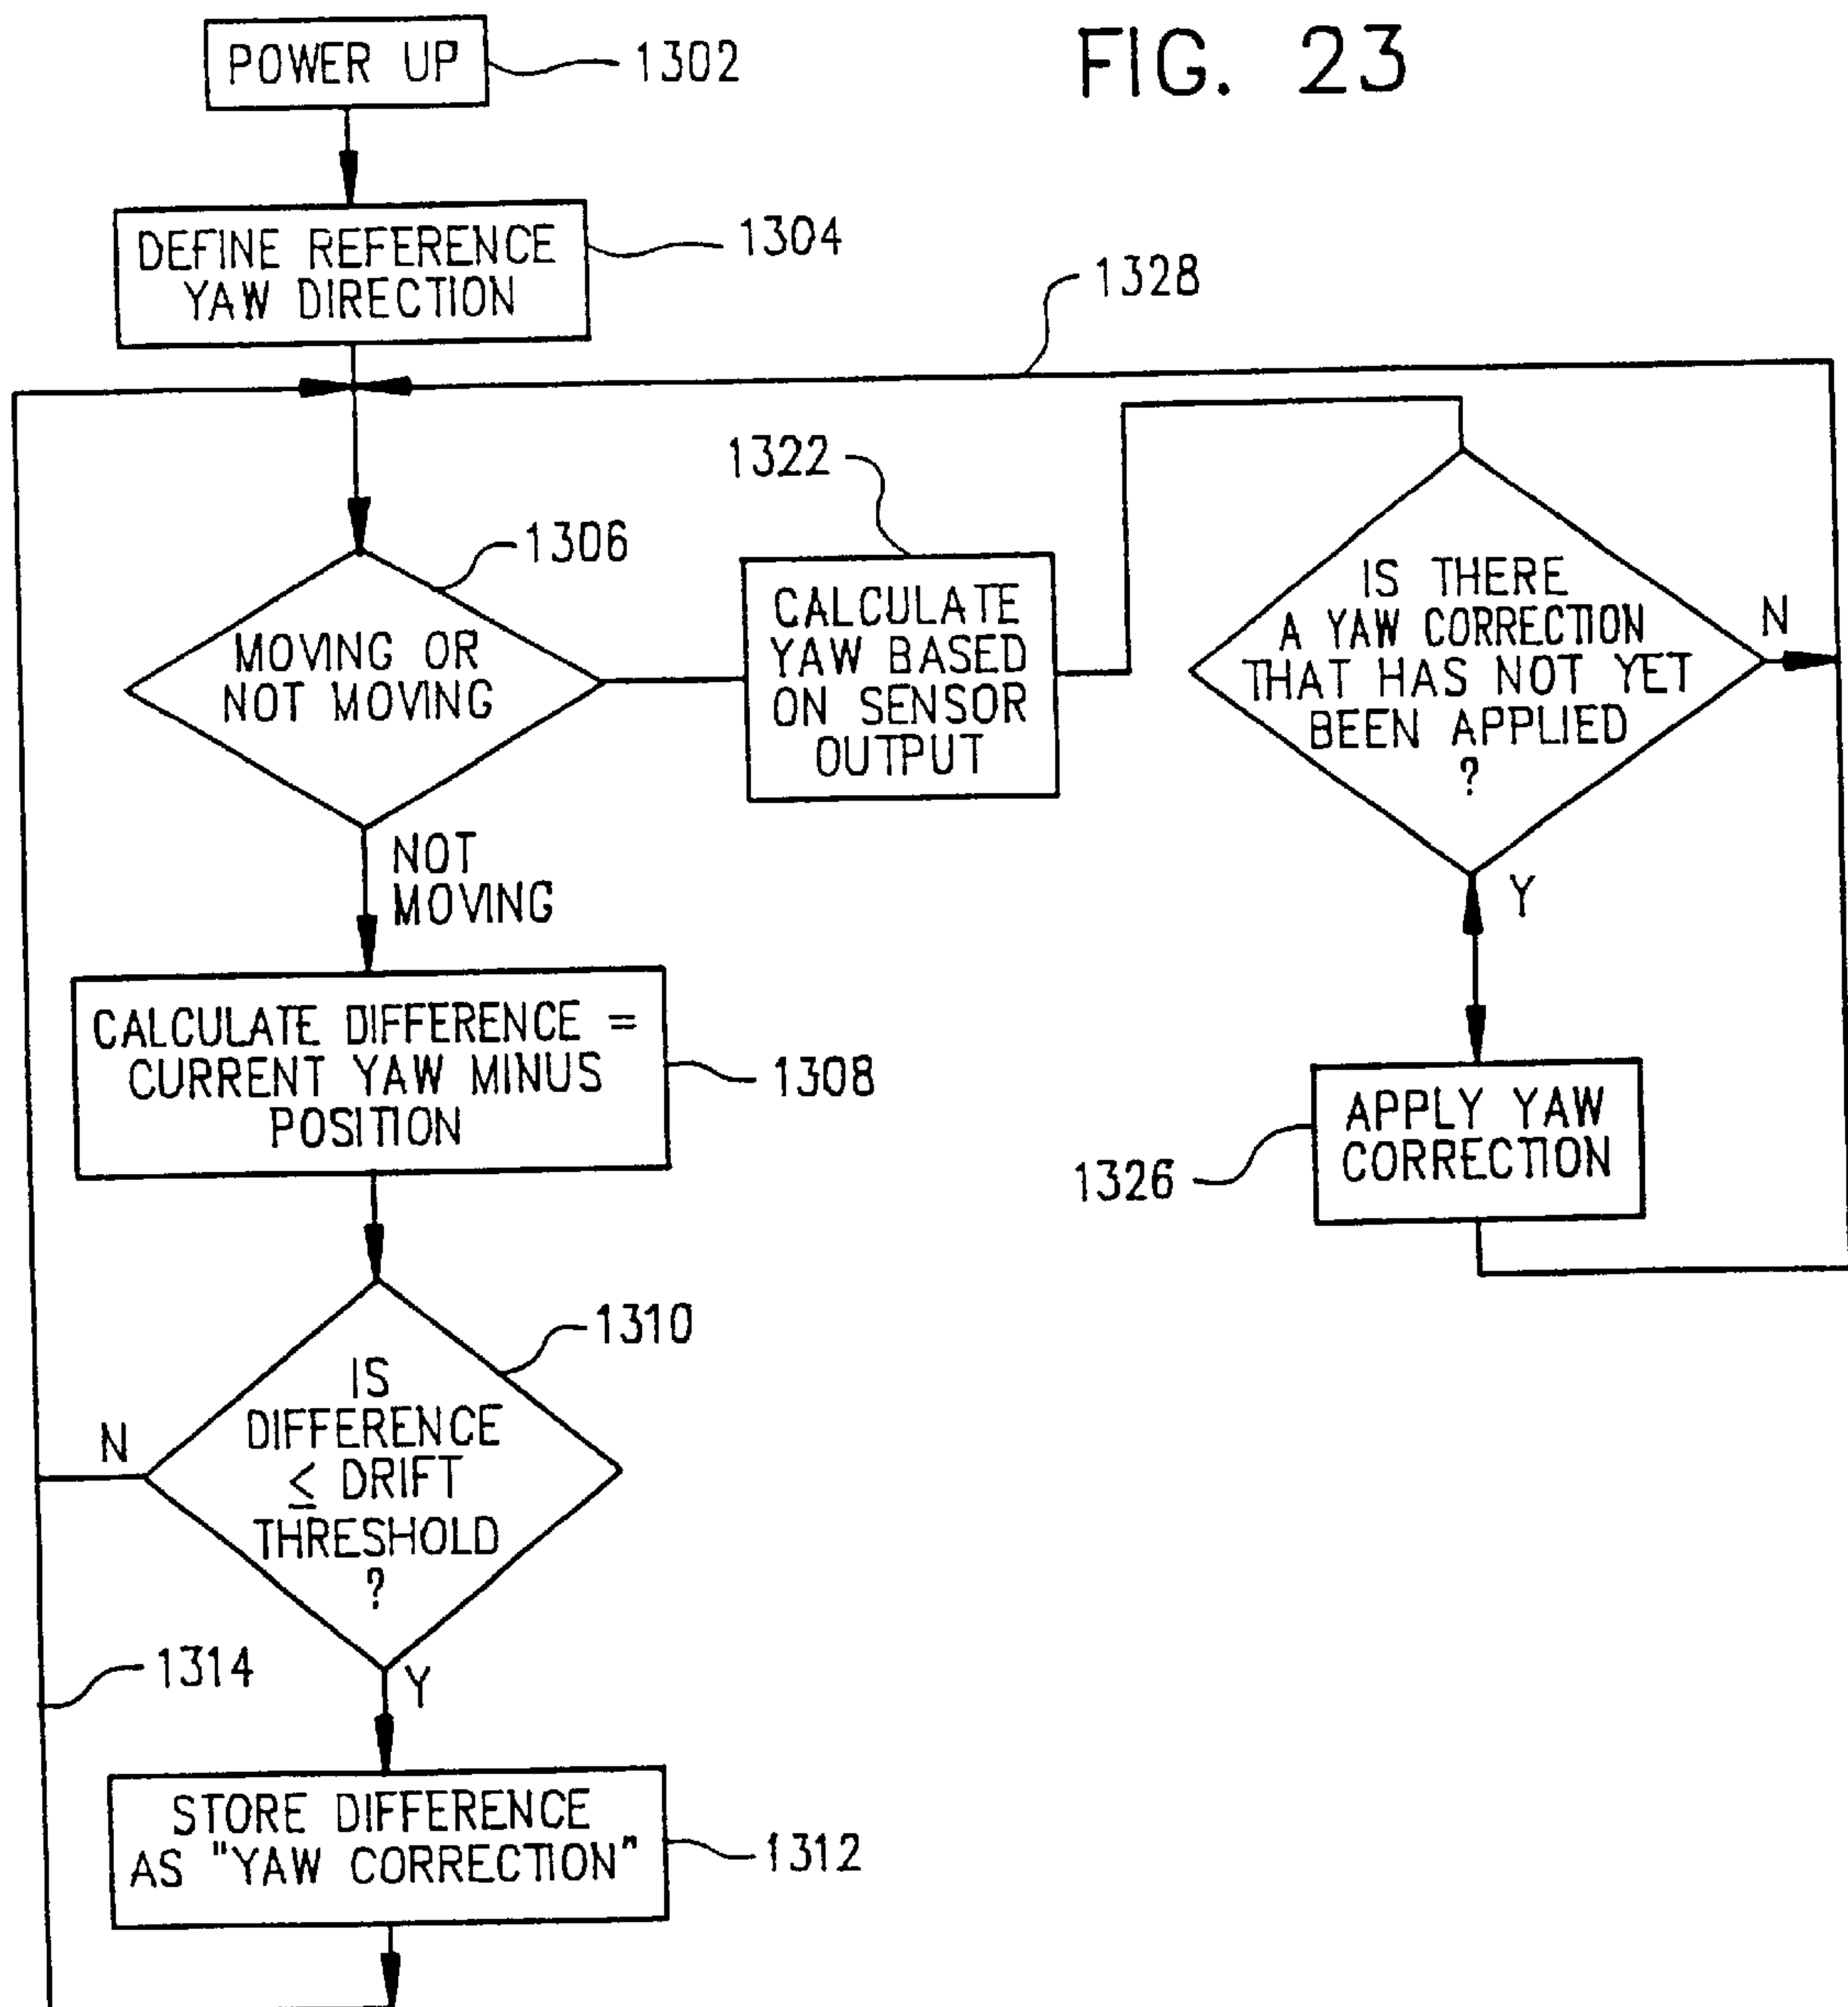 FIG. 23
POWER UP
1302
DEFINE REFERENCE
YAW DIRECTION
1304
1328
1322
1306
MOVING OR
NOT MOVING
CALCULATE
YAW BASED
ON SENSOR
OUTPUT
IS THERE
A YAW CORRECTION
THAT HAS NOT YET
BEEN APPLIED
?
N
Y
NOT
MOVING
CALCULATE DIFFERENCE =
CURRENT YAW MINUS
POSITION
1308
APPLY YAW
CORRECTION
1326
1310
IS
DIFFERENCE
≤ DRIFT
THRESHOLD
?
N
Y
1314
STORE DIFFERENCE
AS "YAW CORRECTION"
1312